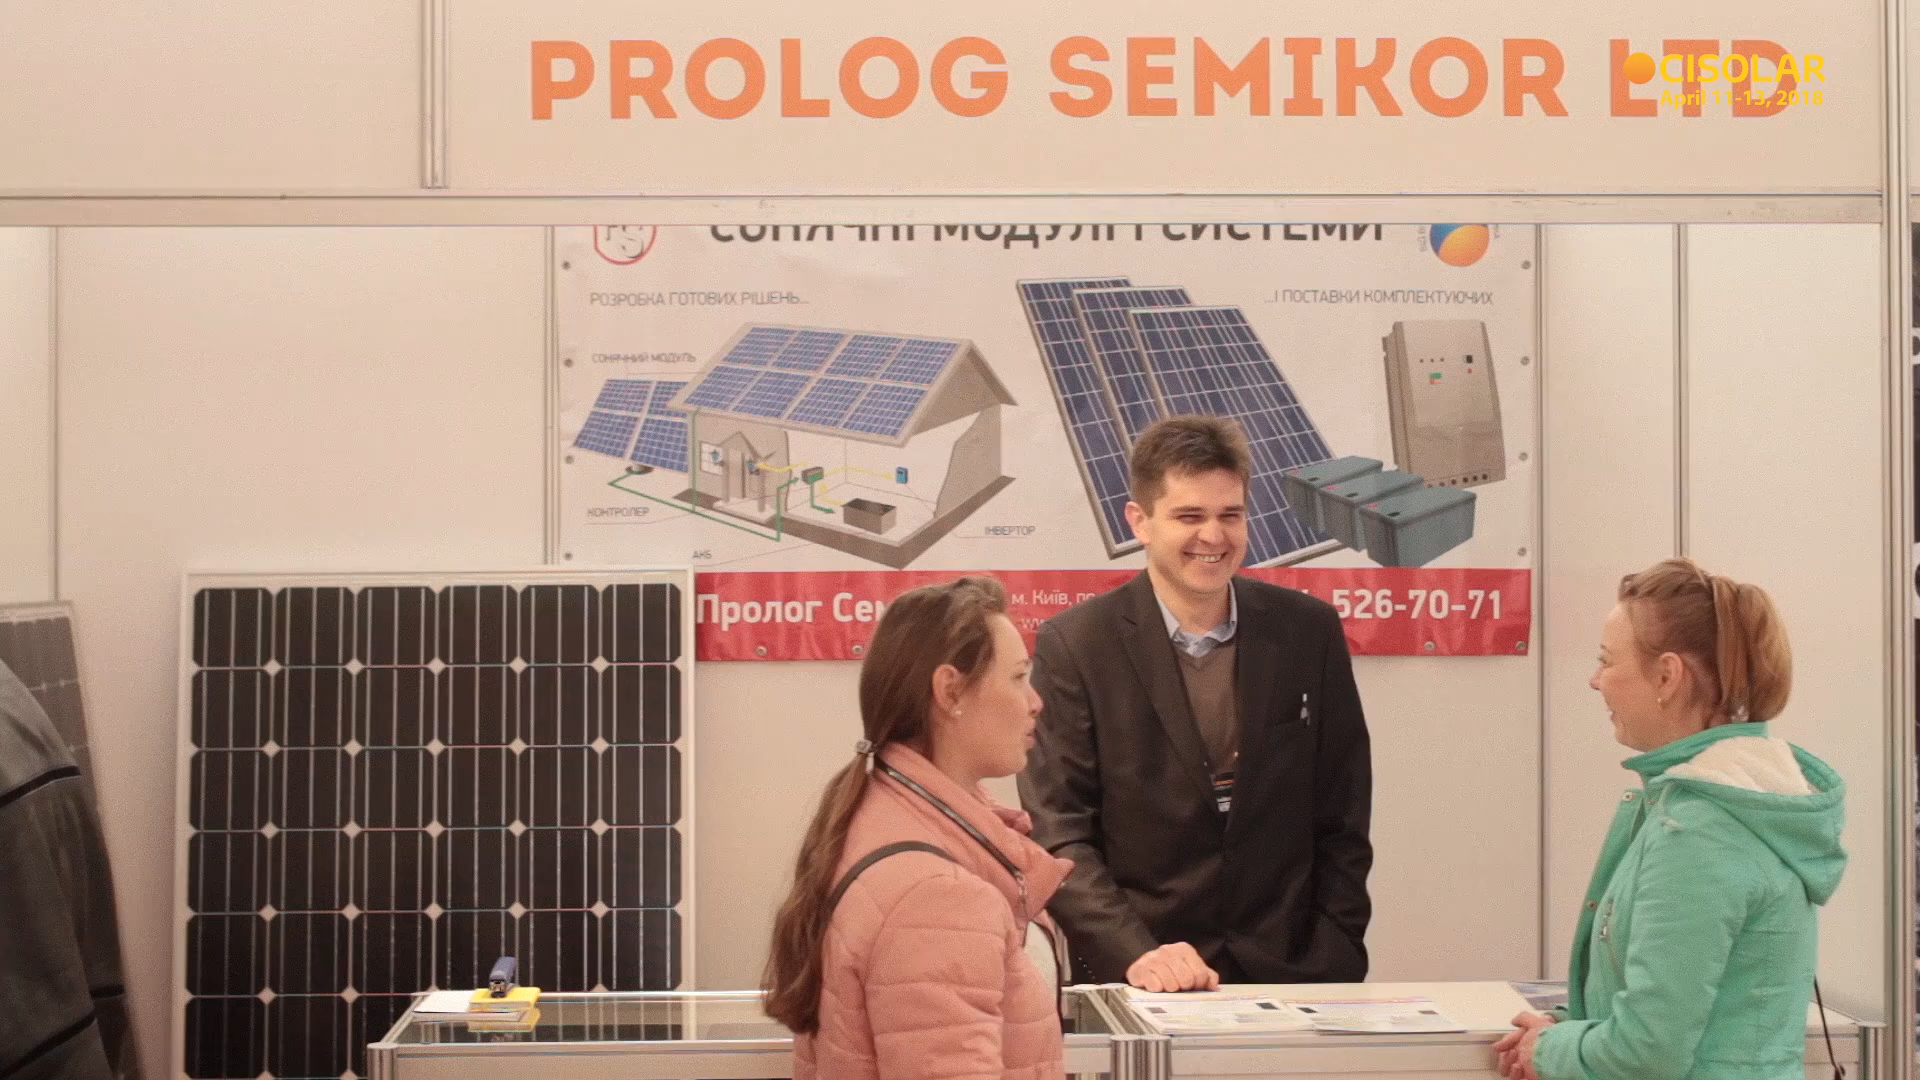 PROLOG SEMIKOR LTD
CISOLAR
April 11-13, 2018
СОНЯЧНІ МОДУЛІ І СИСТЕМИ
РОЗРОБКА ГОТОВИХ РІШЕНЬ...
...І ПОСТАВКИ КОМПЛЕКТУЮЧИХ
СОНЯЧНИЙ МОДУЛЬ
КОНТРОЛЕР
ІНВЕРТОР
АКБ
Пролог Сем
м. Київ, 
526-70-71